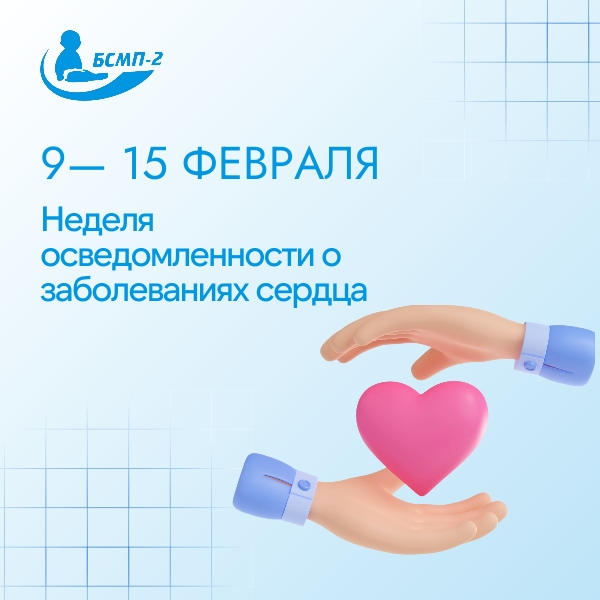 БСМП-2
9— 15 ФЕВРАЛЯ
Неделя
осведомленности о
заболеваниях сердца